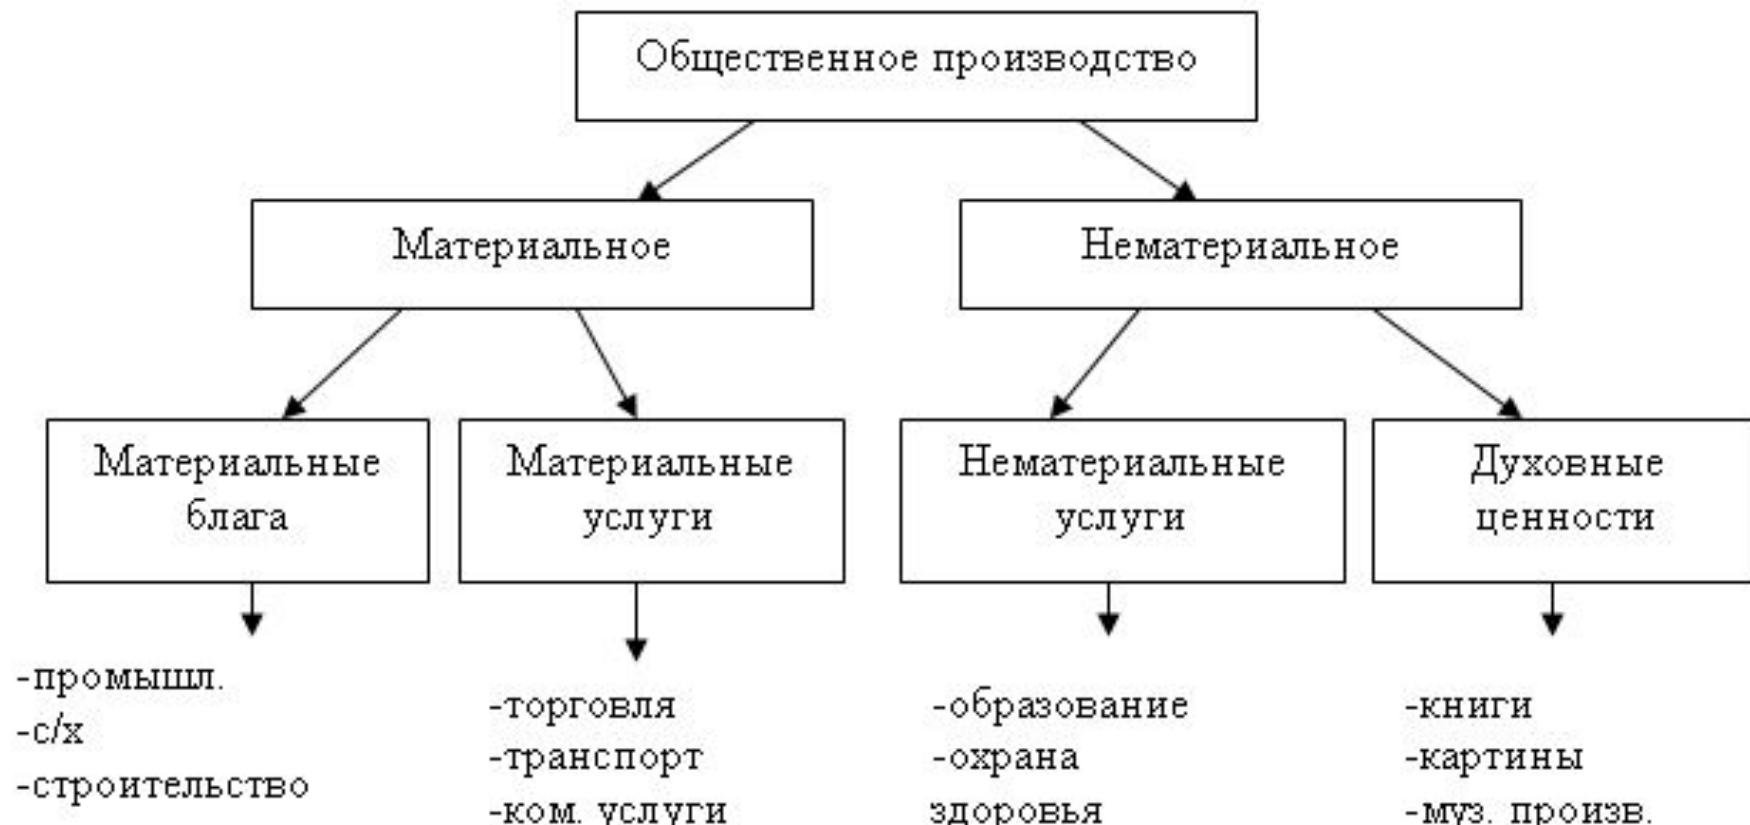 Общественное производство
Материальное
Нематериальное
Материальные
блага
Материальные
услуги
Нематериальные
услуги
Духовные
ценности
-промышл.
-с/х
-строительство
-торговля
-транспорт
-ком. услуги
-образование
-охрана
здоровья
-книги
-картины
-муз. произв.